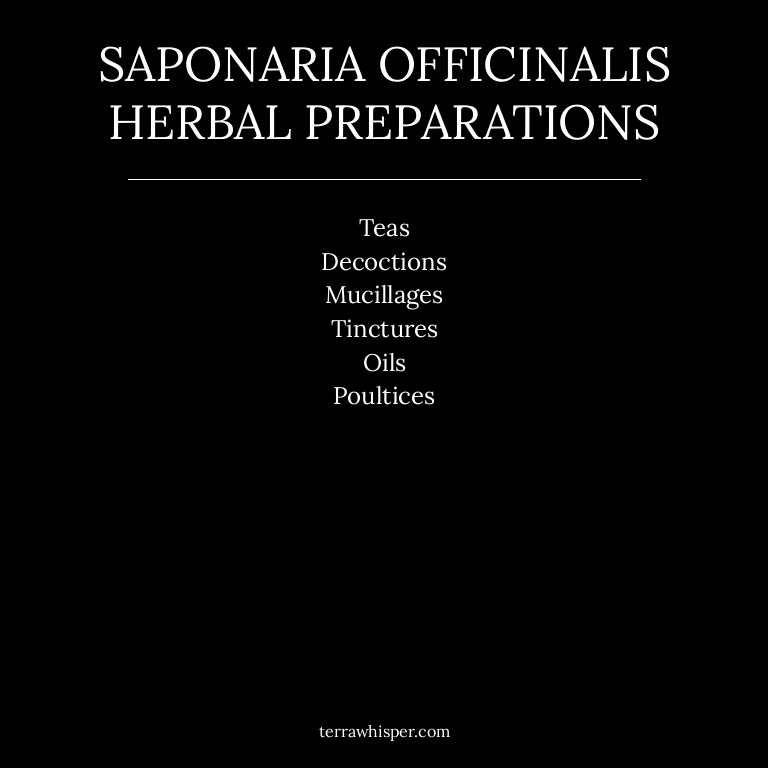 SAPONARIA OFFICINALIS
HERBAL PREPARATIONS
Teas
Decoctions
Mucillages
Tinctures
Oils
Poultices
terrawhisper.com